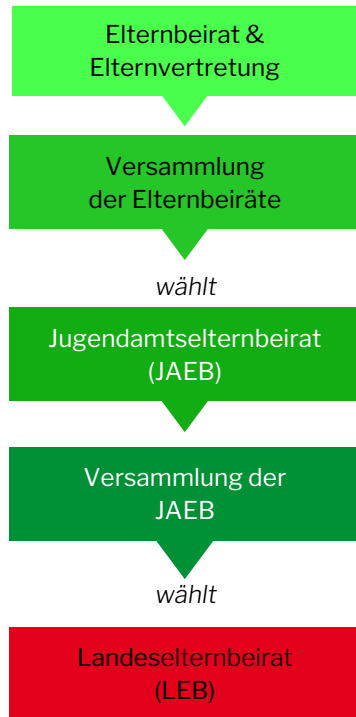 Elternbeirat &
Elternvertretung
Versammlung
der Elternbeiräte
wählt
Jugendamtselternbeirat
(JAEB)
Versammlung der
JAEB
wählt
Landeselternbeirat
(LEB)